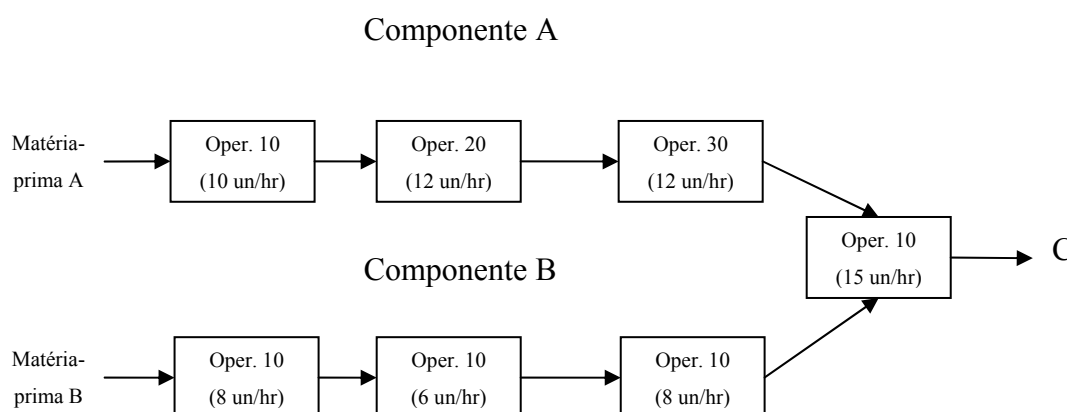 Componente A
Matéria-
prima A
Oper. 10
(10 un/hr)
Oper. 20
(12 un/hr)
Oper. 30
(12 un/hr)
Oper. 10
(15 un/hr)
C
Componente B
Matéria-
prima B
Oper. 10
(8 un/hr)
Oper. 10
(6 un/hr)
Oper. 10
(8 un/hr)